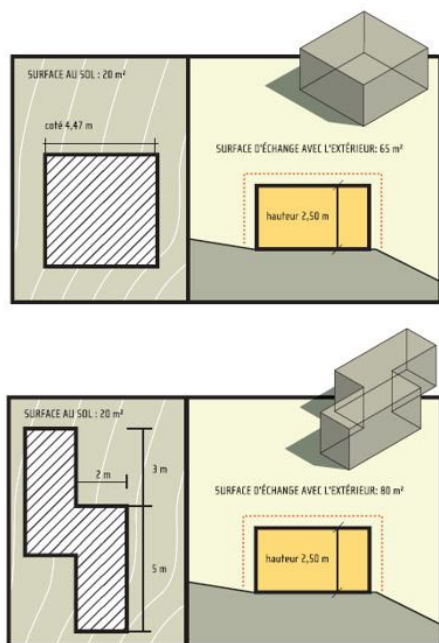 SURFACE AU SOL : 20 m²
coté 4,47 m
SURFACE D'ÉCHANGE AVEC L'EXTÉRIEUR: 65 m²
hauteur 2,50 m
SURFACE AU SOL : 20 m²
2 m
3 m
5 m
SURFACE D'ÉCHANGE AVEC L'EXTÉRIEUR: 80 m²
hauteur 2,50 m